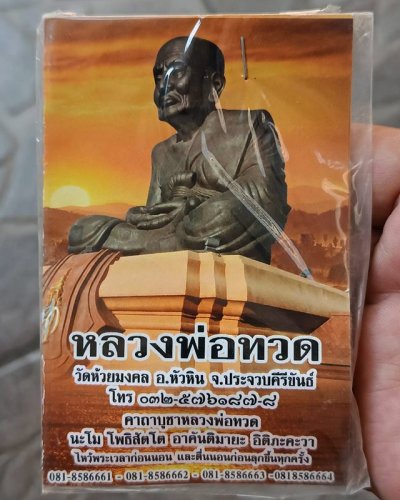 หลวงพ่อทวด
วัดห้วยมงคล อ.หัวหิน จ.ประจวบคีรีขันธ์
โทร ๐๓๒-๕๗๖๑๘๗-๘
คาถาบูชาหลวงพ่อทวด
นะโม โพธิสัตโต อาคันติมายะ อิติภะคะวา
ไหว้พระเวลาก่อนนอน และตื่นนอนก่อนลุกขึ้นทุกครั้ง
081-8586661 - 081-8586662 - 081-8586663 - 0818586664